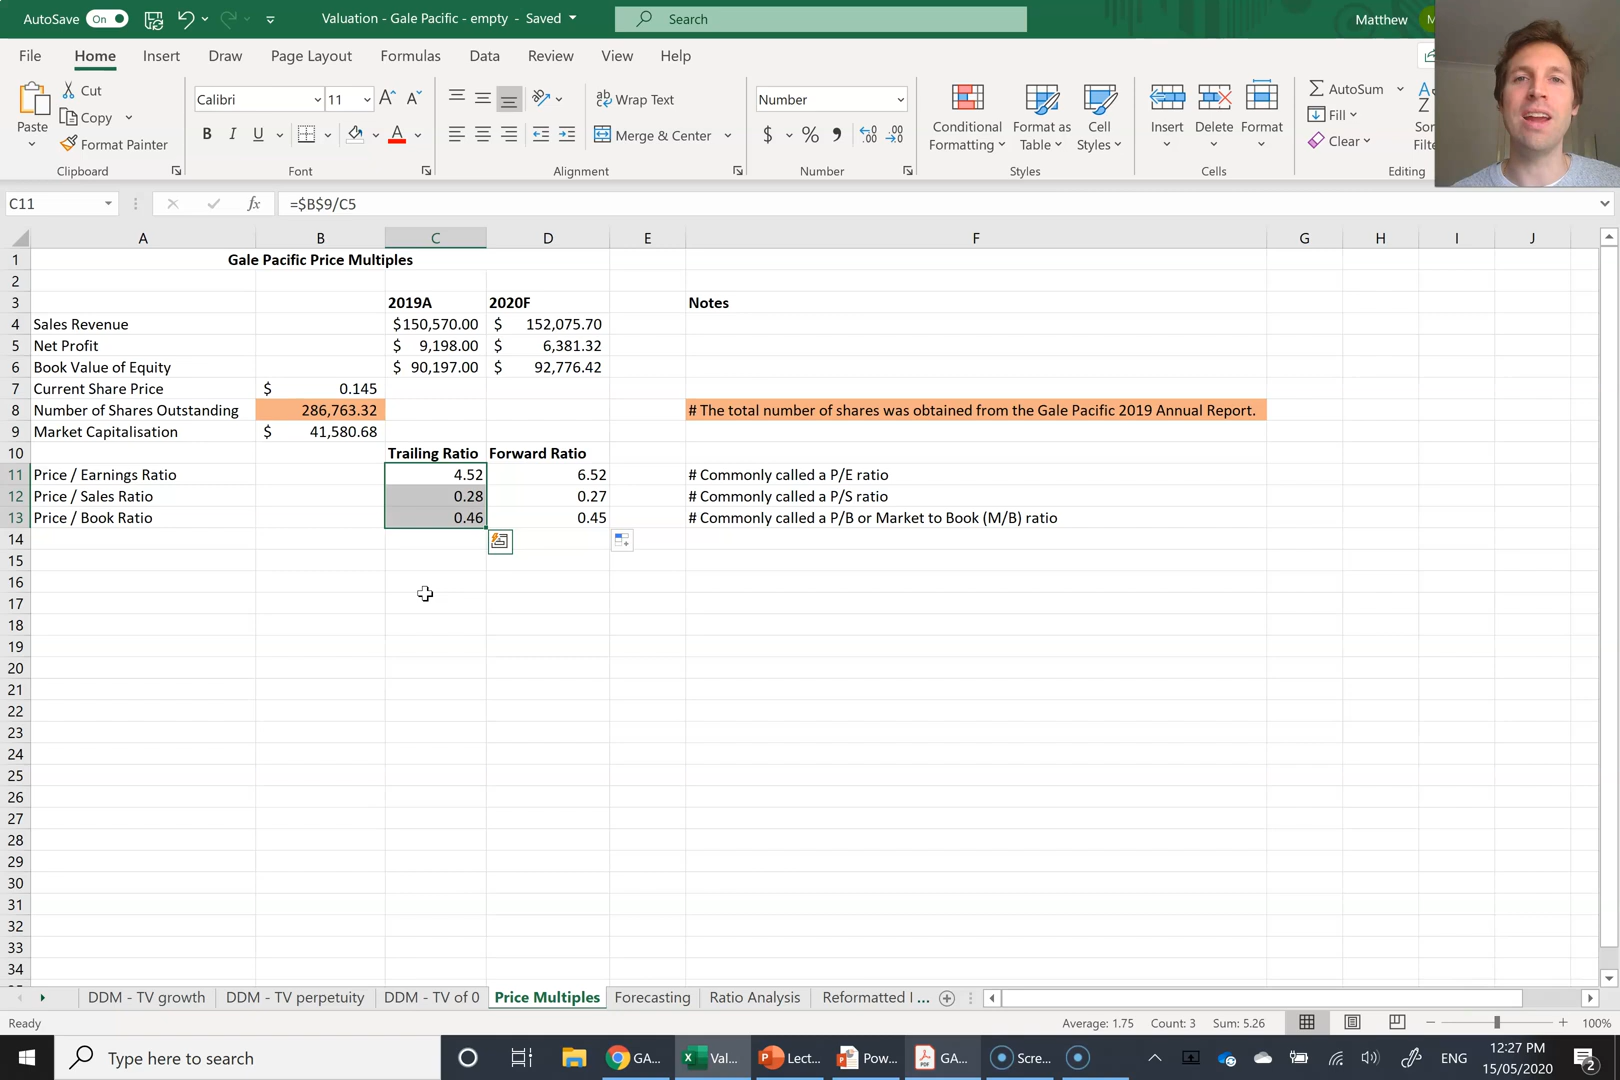 AutoSave On Valuation - Gale Pacific - empty - Saved Search Matthew
File Home Insert Draw Page Layout Formulas Data Review View Help
Paste Cut Copy Format Painter
Calibri 11
B I U A
Wrap Text
Merge & Center
Number
$ % 9
Conditional Formatting Format as Table Cell Styles
Insert Delete Format
AutoSum Fill Clear
Clipboard Font Alignment Number Styles Cells Editing
C11 fx =$B$9/C5
A B C D E F G H I J
1 Gale Pacific Price Multiples
2
3 2019A 2020F Notes
4 Sales Revenue $150,570.00 $ 152,075.70
5 Net Profit $ 9,198.00 $ 6,381.32
6 Book Value of Equity $ 90,197.00 $ 92,776.42
7 Current Share Price $ 0.145
8 Number of Shares Outstanding 286,763.32 # The total number of shares was obtained from the Gale Pacific 2019 Annual Report.
9 Market Capitalisation $ 41,580.68
10 Trailing Ratio Forward Ratio
11 Price / Earnings Ratio 4.52 6.52 # Commonly called a P/E ratio
12 Price / Sales Ratio 0.28 0.27 # Commonly called a P/S ratio
13 Price / Book Ratio 0.46 0.45 # Commonly called a P/B or Market to Book (M/B) ratio
14
15
16
17
18
19
20
21
22
23
24
25
26
27
28
29
30
31
32
33
34
DDM - TV growth DDM - TV perpetuity DDM - TV of 0 Price Multiples Forecasting Ratio Analysis Reformatted I ...
Ready Average: 1.75 Count: 3 Sum: 5.26 100%
Type here to search GA... Val... Lect... Pow... GA... Scre... ENG 12:27 PM
15/05/2020 2